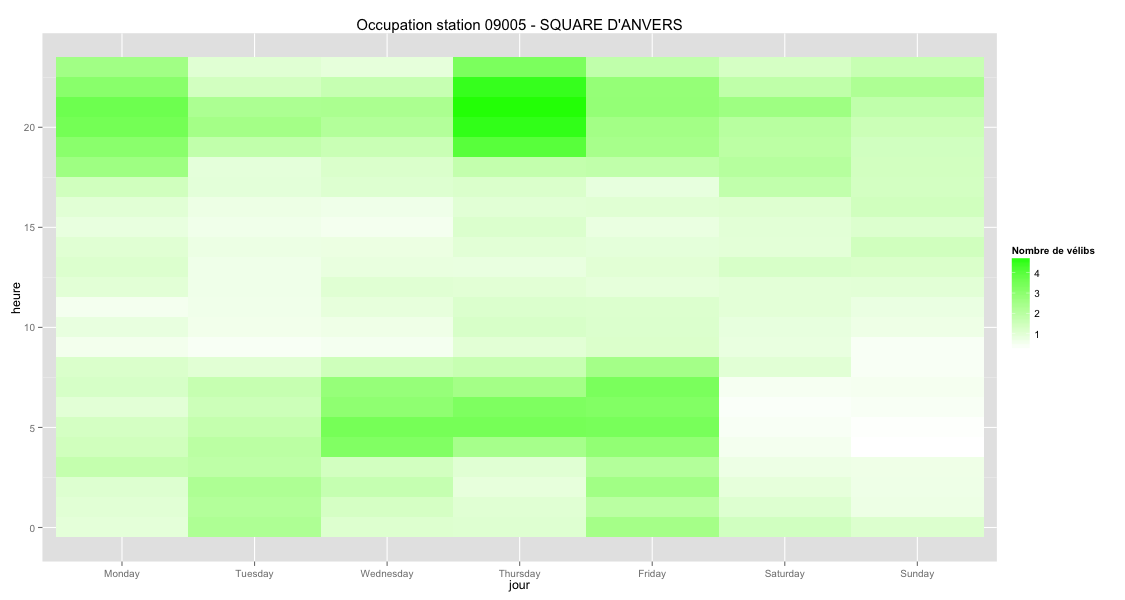 Occupation station 09005 - SQUARE D'ANVERS
heure
20
15
10
5
0
Monday Tuesday Wednesday Thursday Friday Saturday Sunday
jour
Nombre de vélibs
4
3
2
1